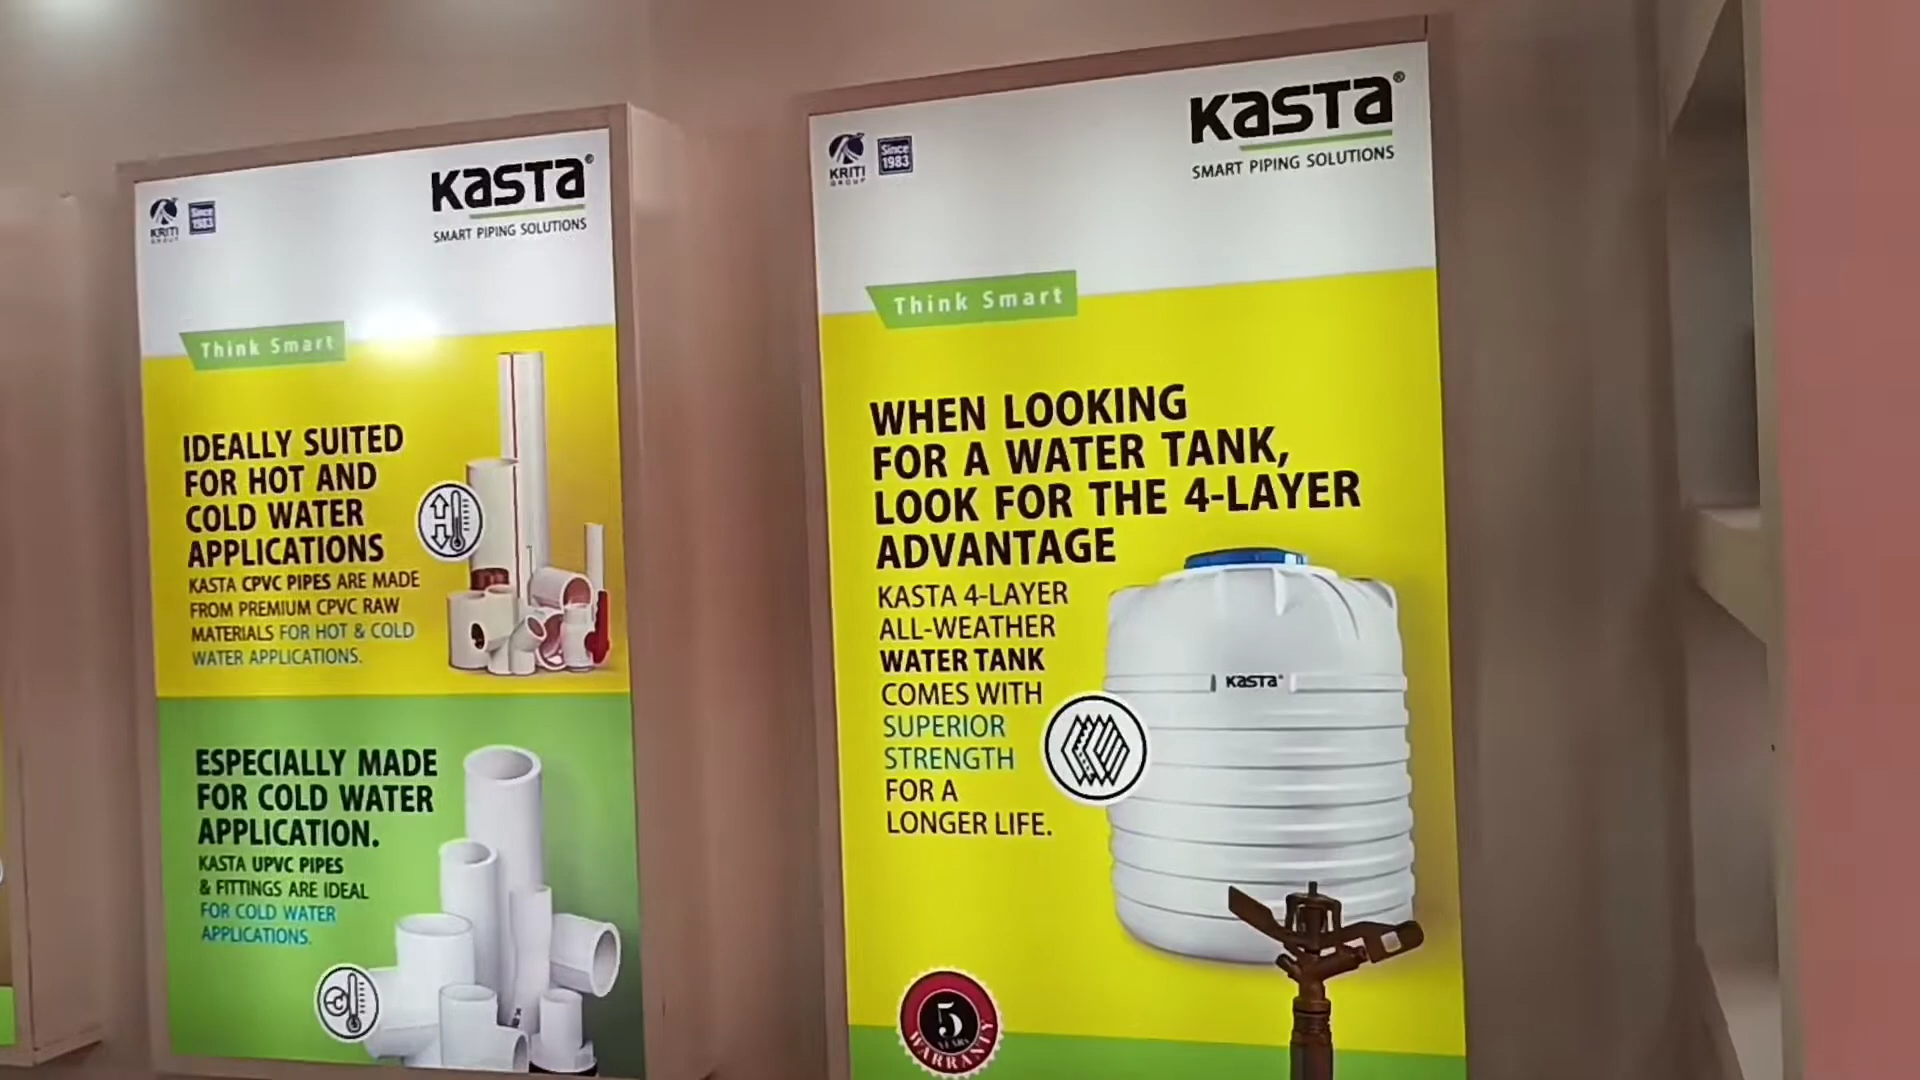 KRITI
GROUP
Since
1983
KASTA®
SMART PIPING SOLUTIONS
Think Smart
IDEALLY SUITED
FOR HOT AND
COLD WATER
APPLICATIONS
KASTA CPVC PIPES ARE MADE
FROM PREMIUM CPVC RAW
MATERIALS FOR HOT & COLD
WATER APPLICATIONS.
ESPECIALLY MADE
FOR COLD WATER
APPLICATION.
KASTA UPVC PIPES
& FITTINGS ARE IDEAL
FOR COLD WATER
APPLICATIONS.
KRITI
GROUP
Since
1983
KASTA®
SMART PIPING SOLUTIONS
Think Smart
WHEN LOOKING
FOR A WATER TANK,
LOOK FOR THE 4-LAYER
ADVANTAGE
KASTA 4-LAYER
ALL-WEATHER
WATER TANK
COMES WITH
SUPERIOR
STRENGTH
FOR A
LONGER LIFE.
KASTA®
5
YEARS
WARRANTY